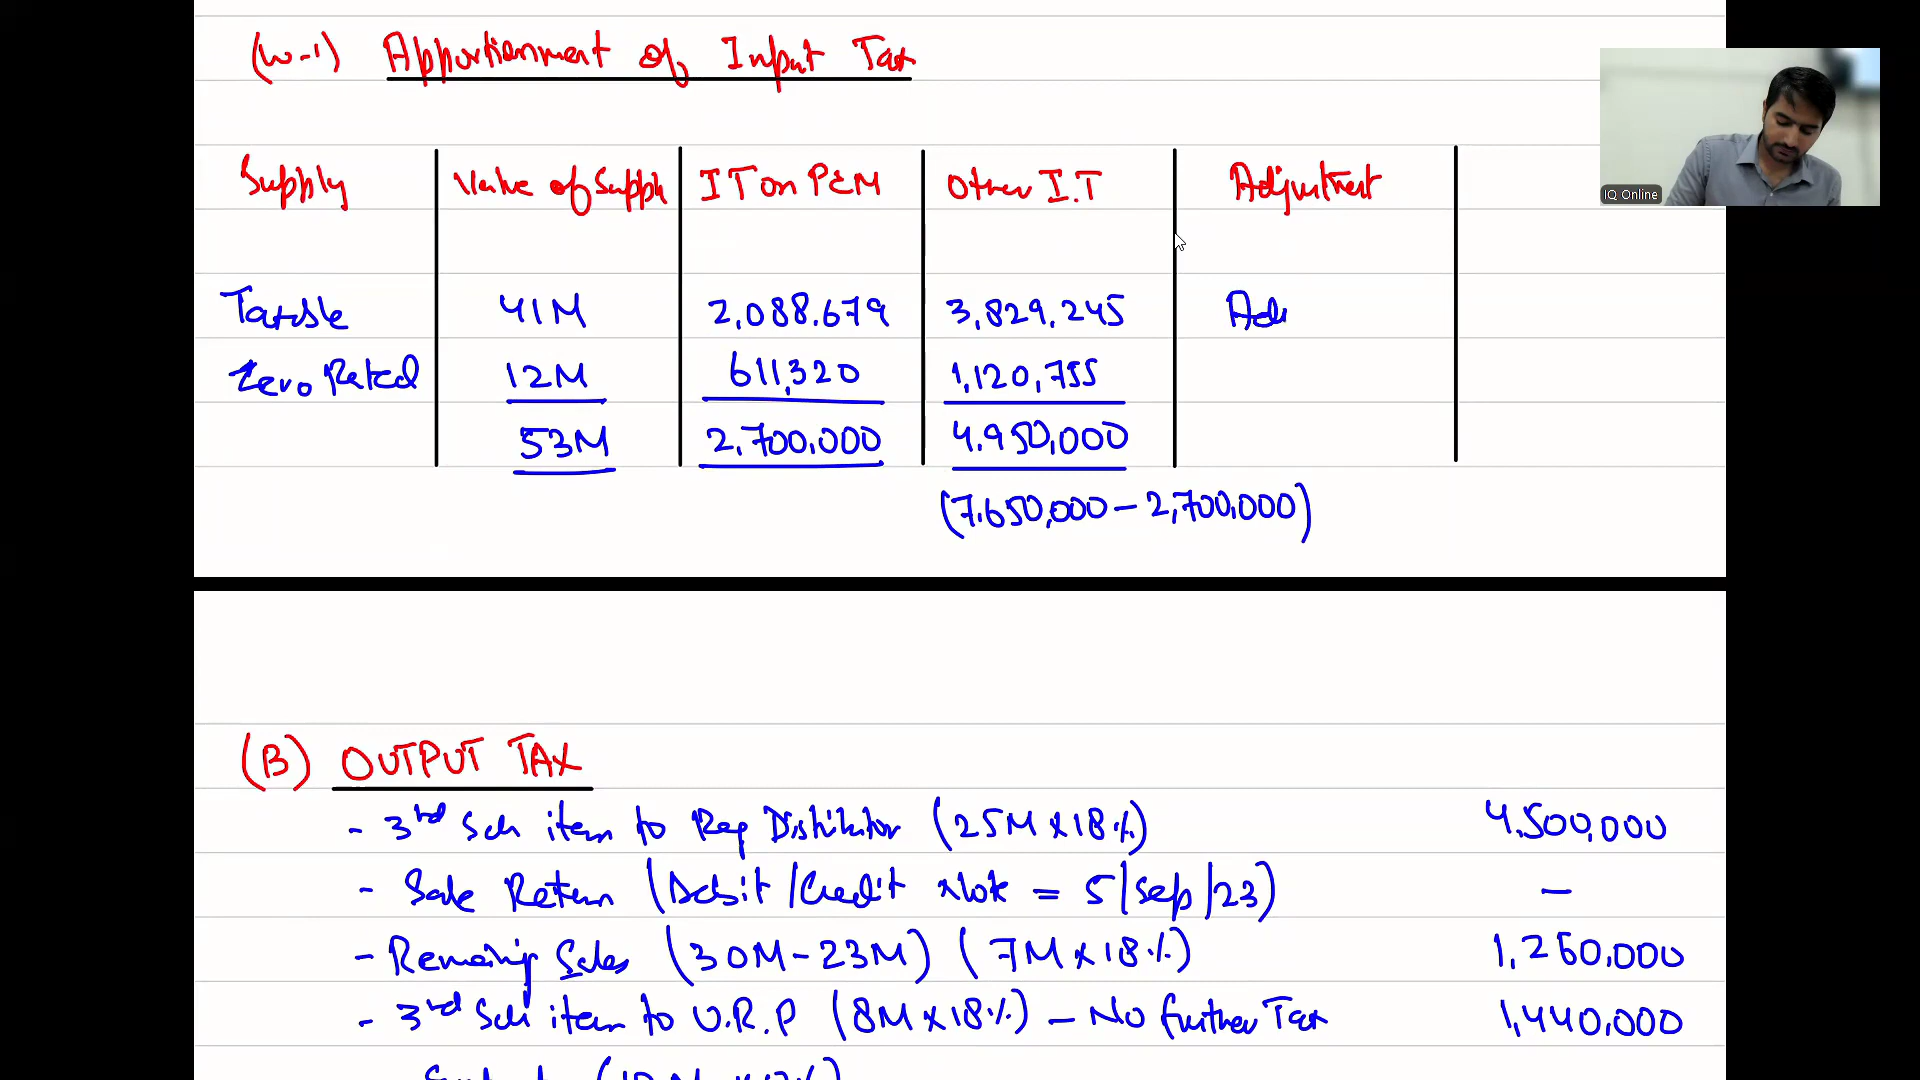 (W-1) Apportionment of Input Tax
IQ Online
Supply Value of Supply IT on P&M Other I.T Adjustment
Taxable 41M 2,088.679 3,829,245 Adj
Zero Rated 12M 611,320 1,120,755
53M 2,700,000 4,950,000
(7,650,000 - 2,700,000)
(B) OUTPUT TAX
- 3rd Sch item to Reg Distributor (25M x 18%) 4,500,000
- Sale Return (Debit/Credit Note = 5/Sep/23) —
- Remaining Sales (30M - 23M) (7M x 18%) 1,260,000
- 3rd Sch item to U.R.P (8M x 18%) - No further Tax 1,440,000